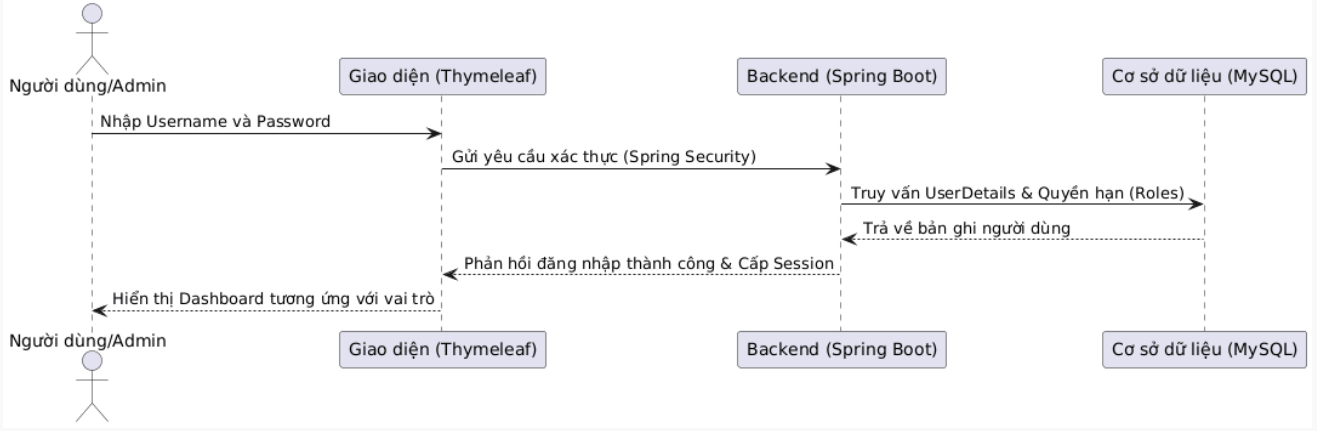 Người dùng/Admin
Giao diện (Thymeleaf)
Backend (Spring Boot)
Cơ sở dữ liệu (MySQL)
Nhập Username và Password
Gửi yêu cầu xác thực (Spring Security)
Truy vấn UserDetails & Quyền hạn (Roles)
Trả về bản ghi người dùng
Phản hồi đăng nhập thành công & Cấp Session
Hiển thị Dashboard tương ứng với vai trò
Người dùng/Admin
Giao diện (Thymeleaf)
Backend (Spring Boot)
Cơ sở dữ liệu (MySQL)